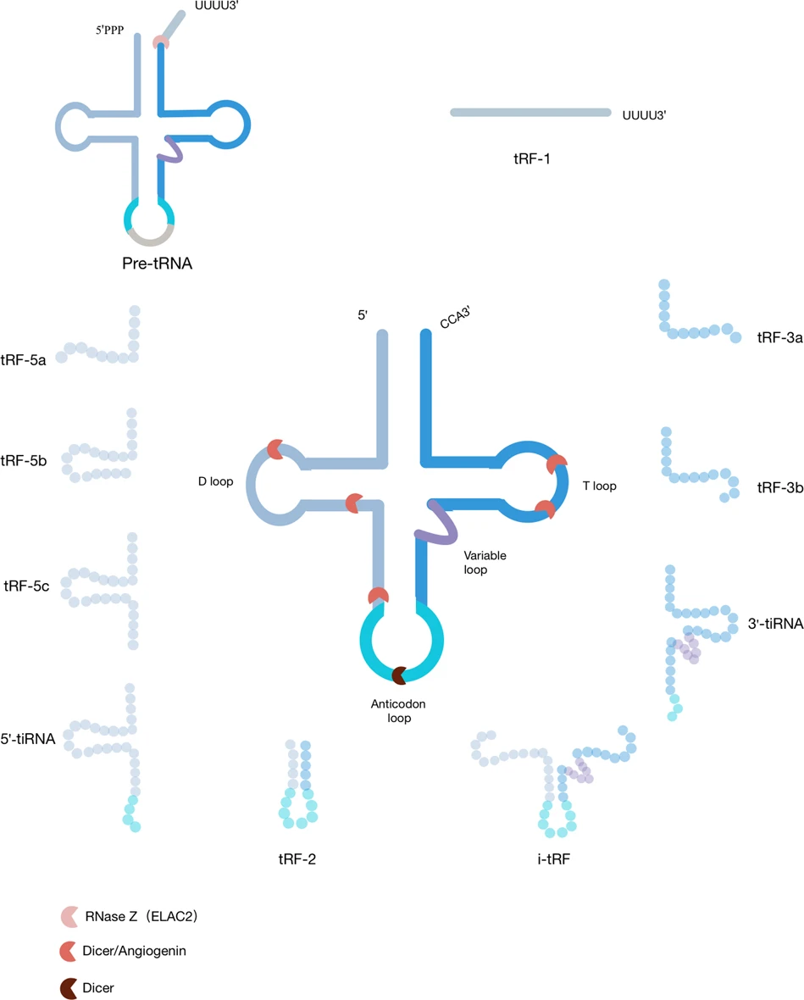 UUUU3'
5'PPP
UUUU3'
tRF-1
Pre-tRNA
5'
CCA3'
tRF-5a
tRF-3a
tRF-5b
D loop
T loop
tRF-3b
Variable
loop
tRF-5c
3'-tiRNA
Anticodon
loop
5'-tiRNA
tRF-2
i-tRF
RNase Z（ELAC2）
Dicer/Angiogenin
Dicer